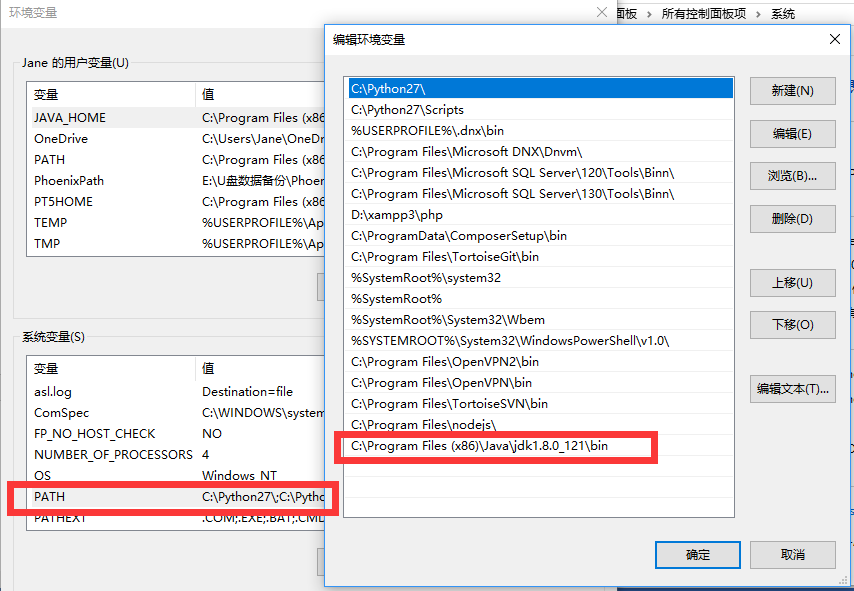 环境变量
面板 › 所有控制面板项 › 系统
Jane 的用户变量(U)
变量 值
JAVA_HOME C:\Program Files (x86
OneDrive C:\Users\Jane\OneDr
PATH C:\Program Files (x86
PhoenixPath E:\U盘数据备份\Phoen
PT5HOME C:\Program Files (x86
TEMP %USERPROFILE%\Ap
TMP %USERPROFILE%\Ap
系统变量(S)
变量 值
asl.log Destination=file
ComSpec C:\WINDOWS\system
FP_NO_HOST_CHECK NO
NUMBER_OF_PROCESSORS 4
OS Windows_NT
PATH C:\Python27\;C:\Pytho
PATHEXT .COM;.EXE;.BAT;.CMD
编辑环境变量
C:\Python27\
C:\Python27\Scripts
%USERPROFILE%\.dnx\bin
C:\Program Files\Microsoft DNX\Dnvm\
C:\Program Files\Microsoft SQL Server\120\Tools\Binn\
C:\Program Files\Microsoft SQL Server\130\Tools\Binn\
D:\xampp3\php
C:\ProgramData\ComposerSetup\bin
C:\Program Files\TortoiseGit\bin
%SystemRoot%\system32
%SystemRoot%
%SystemRoot%\System32\Wbem
%SYSTEMROOT%\System32\WindowsPowerShell\v1.0\
C:\Program Files\OpenVPN2\bin
C:\Program Files\OpenVPN\bin
C:\Program Files\TortoiseSVN\bin
C:\Program Files\nodejs\
C:\Program Files (x86)\Java\jdk1.8.0_121\bin
新建(N)
编辑(E)
浏览(B)...
删除(D)
上移(U)
下移(O)
编辑文本(T)...
确定
取消